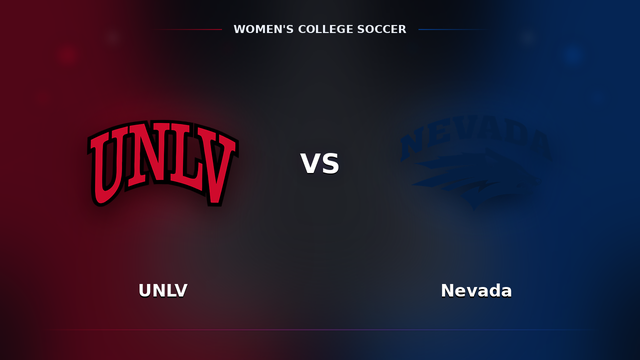 WOMEN'S COLLEGE SOCCER
UNLV
NEVADA
VS
UNLV
Nevada